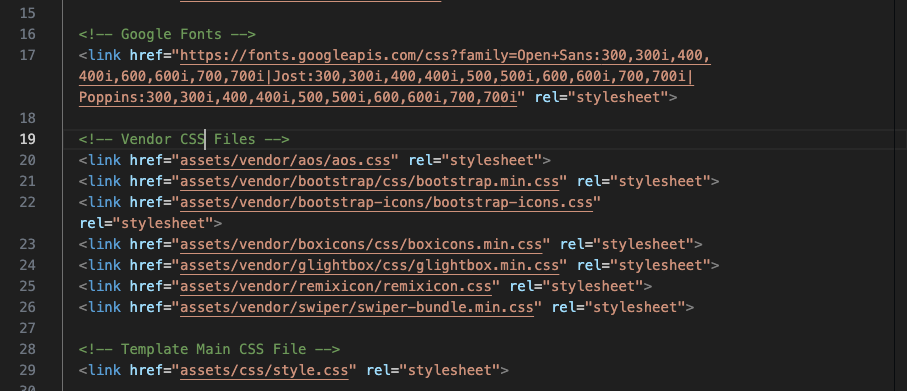 15
16 <!-- Google Fonts -->
17 <link href="https://fonts.googleapis.com/css?family=Open+Sans:300,300i,400,
400i,600,600i,700,700i|Jost:300,300i,400,400i,500,500i,600,600i,700,700i|
Poppins:300,300i,400,400i,500,500i,600,600i,700,700i" rel="stylesheet">
18
19 <!-- Vendor CSS Files -->
20 <link href="assets/vendor/aos/aos.css" rel="stylesheet">
21 <link href="assets/vendor/bootstrap/css/bootstrap.min.css" rel="stylesheet">
22 <link href="assets/vendor/bootstrap-icons/bootstrap-icons.css"
rel="stylesheet">
23 <link href="assets/vendor/boxicons/css/boxicons.min.css" rel="stylesheet">
24 <link href="assets/vendor/glightbox/css/glightbox.min.css" rel="stylesheet">
25 <link href="assets/vendor/remixicon/remixicon.css" rel="stylesheet">
26 <link href="assets/vendor/swiper/swiper-bundle.min.css" rel="stylesheet">
27
28 <!-- Template Main CSS File -->
29 <link href="assets/css/style.css" rel="stylesheet">
30